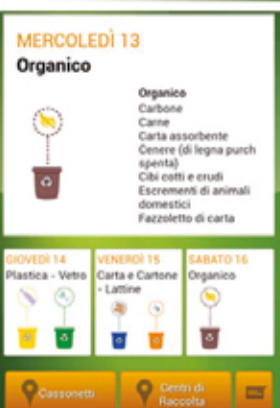 MERCOLEDÌ 13
Organico
Organico
Carbone
Carne
Carta assorbente
Cenere (di legna purch
spenta)
Cibi cotti e crudi
Escrementi di animali
domestici
Fazzoletto di carta
GIOVEDÌ 14
Plastica - Vetro
VENERDÌ 15
Carta e Cartone
- Lattine
SABATO 16
Organico
Cassonetti
Centri di
Raccolta